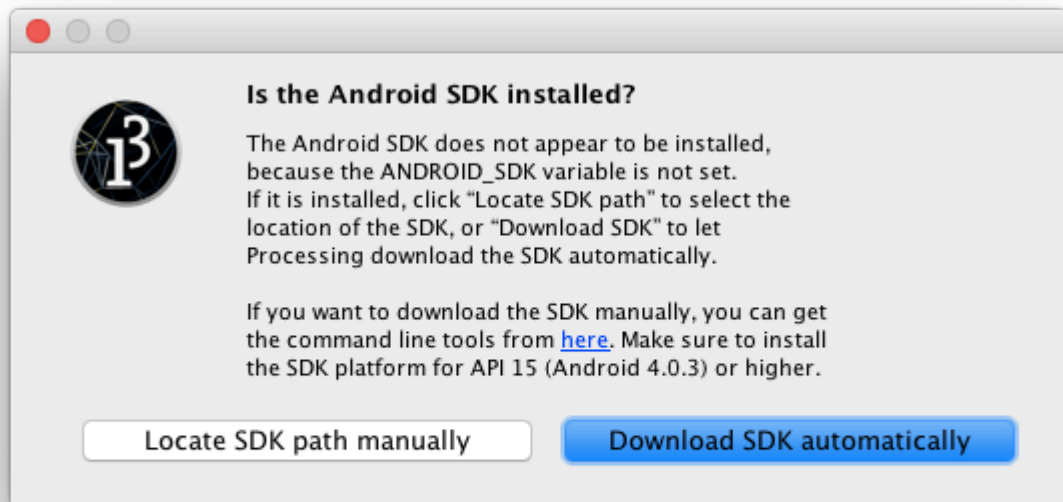 Is the Android SDK installed?
The Android SDK does not appear to be installed,
because the ANDROID_SDK variable is not set.
If it is installed, click “Locate SDK path” to select the
location of the SDK, or “Download SDK” to let
Processing download the SDK automatically.
If you want to download the SDK manually, you can get
the command line tools from here. Make sure to install
the SDK platform for API 15 (Android 4.0.3) or higher.
Locate SDK path manually
Download SDK automatically